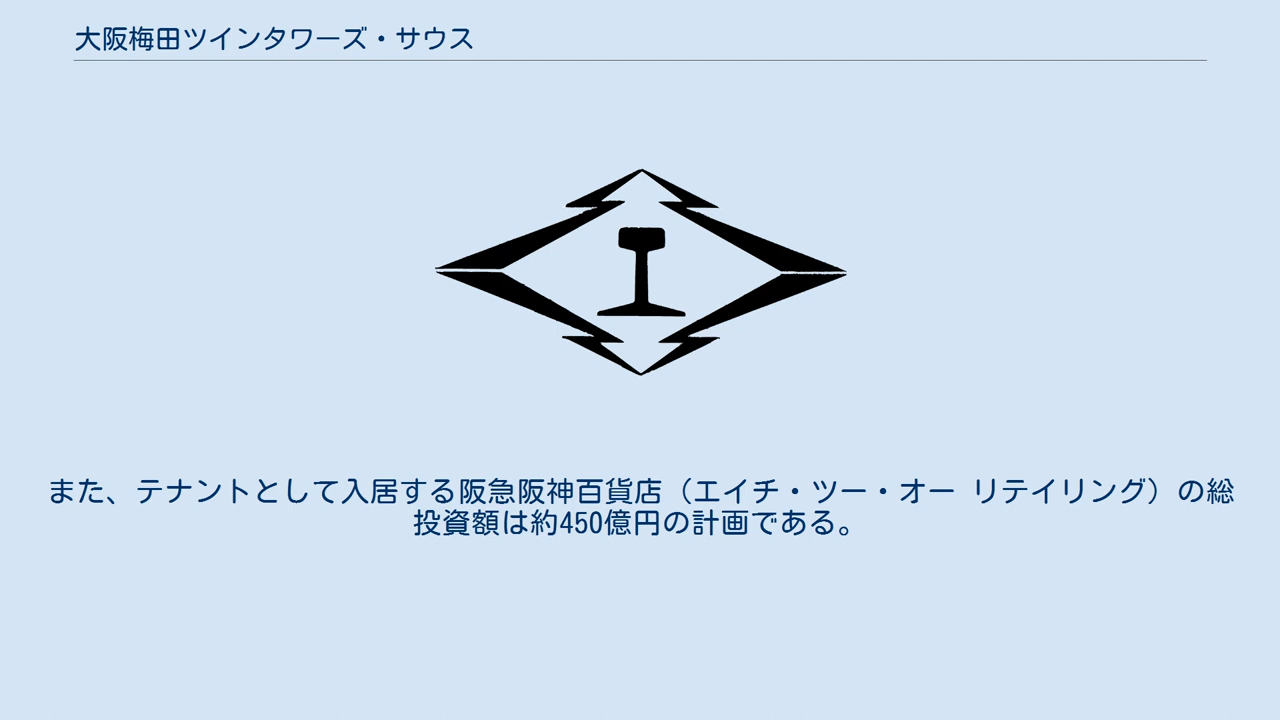 大阪梅田ツインタワーズ・サウス
また、テナントとして入居する阪急阪神百貨店（エイチ・ツー・オー リテイリング）の総
投資額は約450億円の計画である。